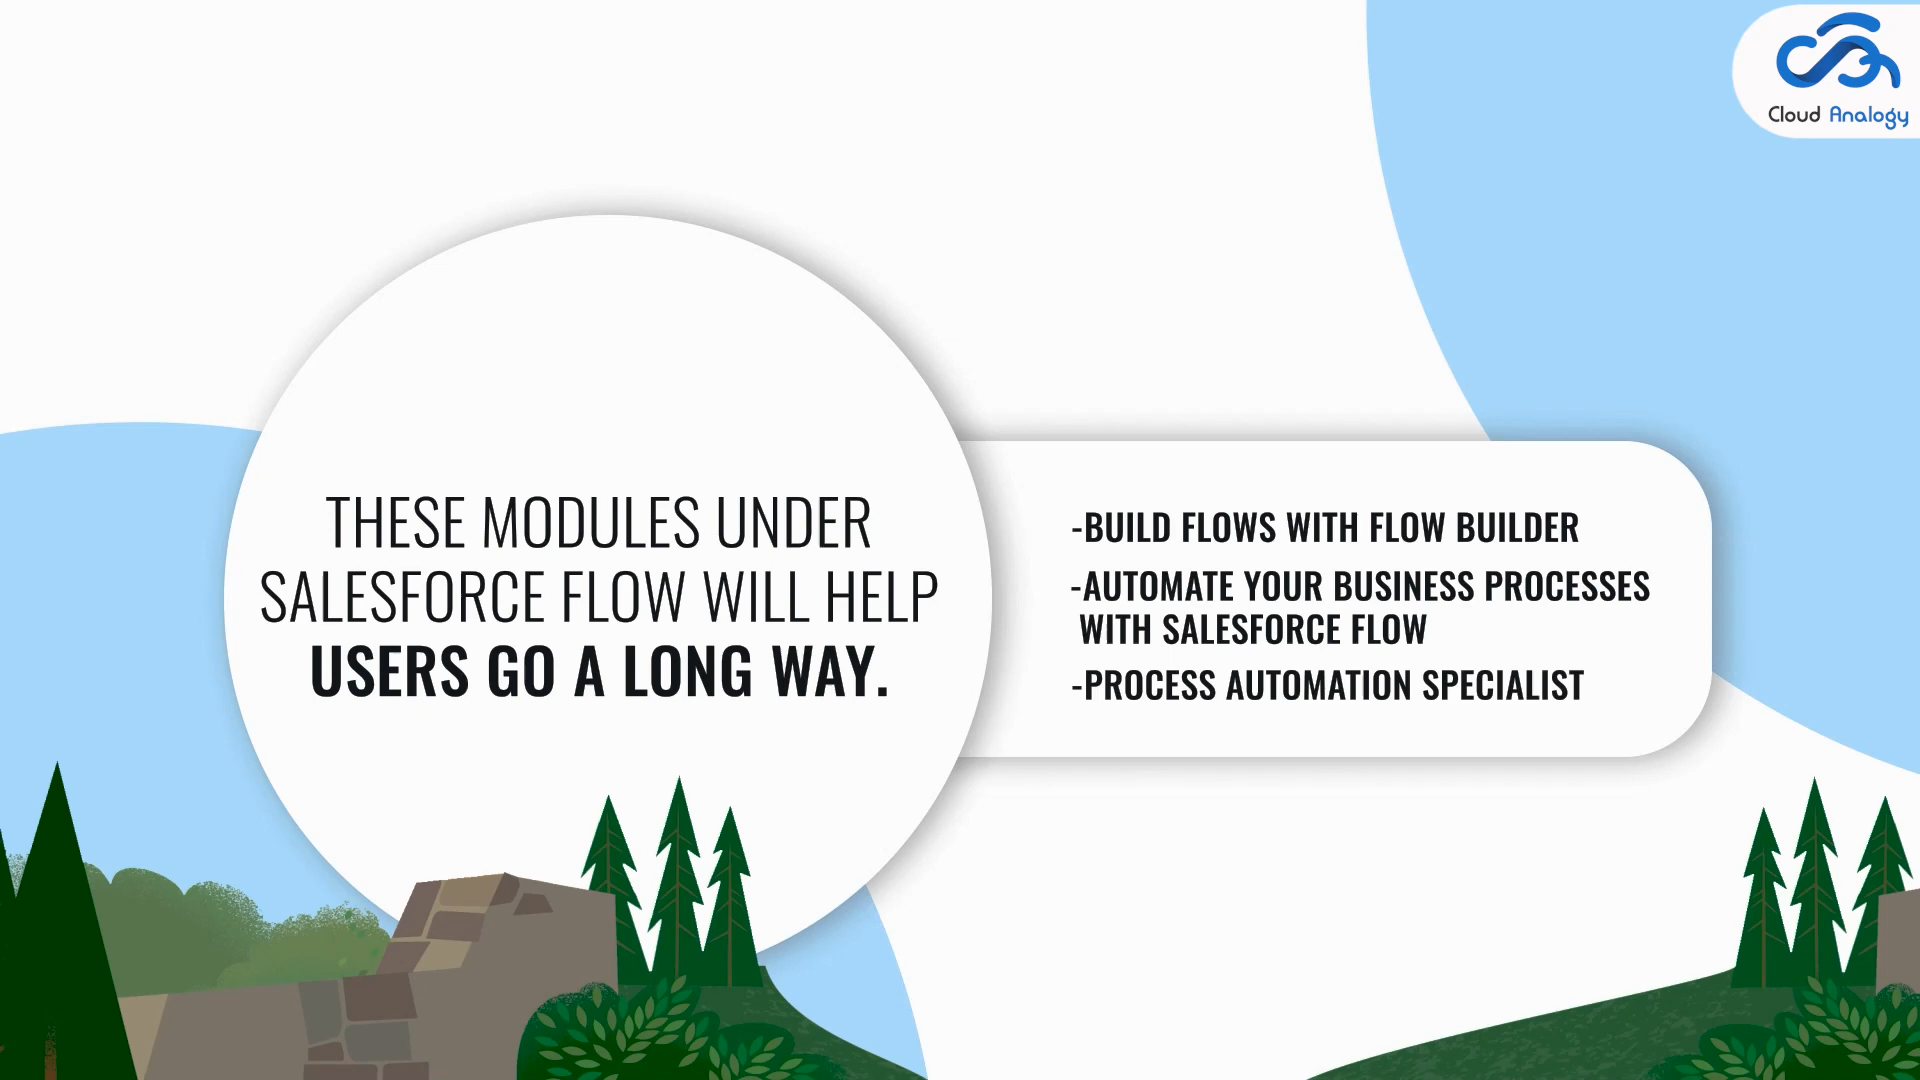 Cloud Analogy
THESE MODULES UNDER
SALESFORCE FLOW WILL HELP
USERS GO A LONG WAY.
-BUILD FLOWS WITH FLOW BUILDER
-AUTOMATE YOUR BUSINESS PROCESSES
WITH SALESFORCE FLOW
-PROCESS AUTOMATION SPECIALIST